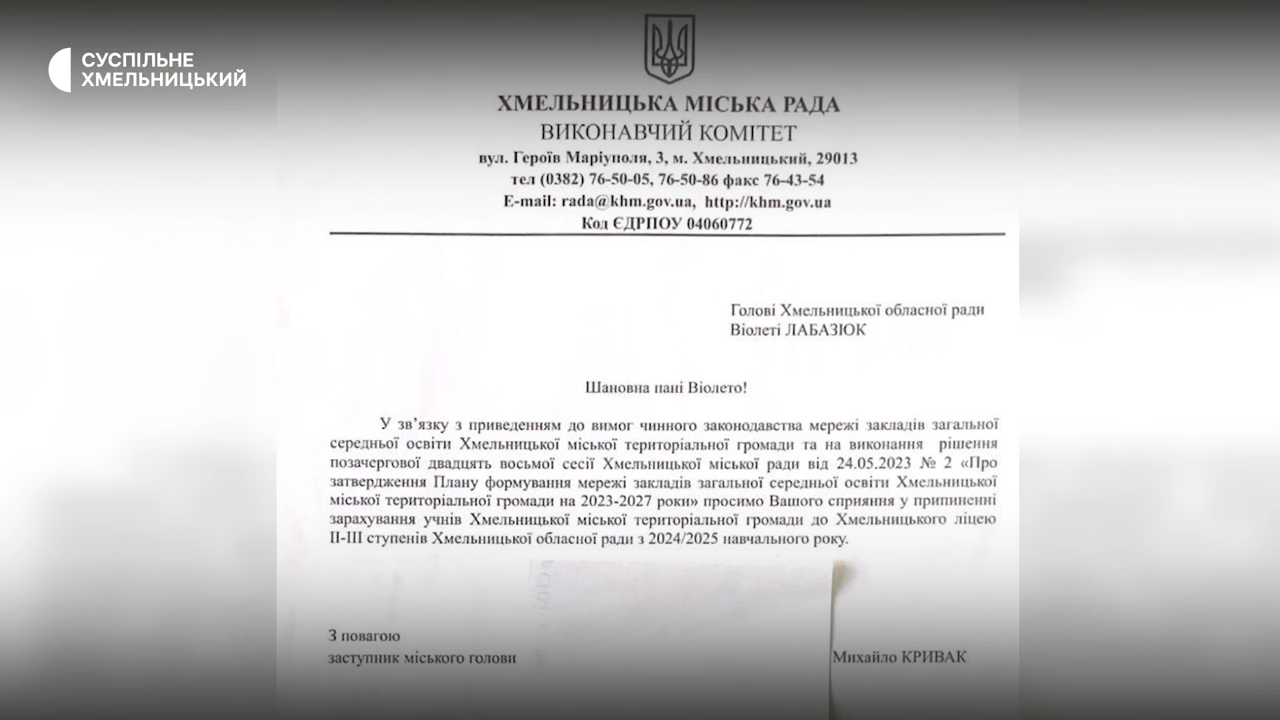 СУСПІЛЬНЕ
ХМЕЛЬНИЦЬКИЙ
ХМЕЛЬНИЦЬКА МІСЬКА РАДА
ВИКОНАВЧИЙ КОМІТЕТ
вул. Героїв Маріуполя, 3, м. Хмельницький, 29013
тел (0382) 76-50-05, 76-50-86 факс 76-43-54
E-mail: rada@khm.gov.ua, http://khm.gov.ua
Код ЄДРПОУ 04060772
Голові Хмельницької обласної ради
Віолеті ЛАБАЗЮК
Шановна пані Віолето!
У зв’язку з приведенням до вимог чинного законодавства мережі закладів загальної
середньої освіти Хмельницької міської територіальної громади та на виконання рішення
позачергової двадцять восьмої сесії Хмельницької міської ради від 24.05.2023 № 2 «Про
затвердження Плану формування мережі закладів загальної середньої освіти Хмельницької
міської територіальної громади на 2023-2027 роки» просимо Вашого сприяння у припиненні
зарахування учнів Хмельницької міської територіальної громади до Хмельницького ліцею
ІІ-ІІІ ступенів Хмельницької обласної ради з 2024/2025 навчального року.
З повагою
заступник міського голови
Михайло КРИВАК